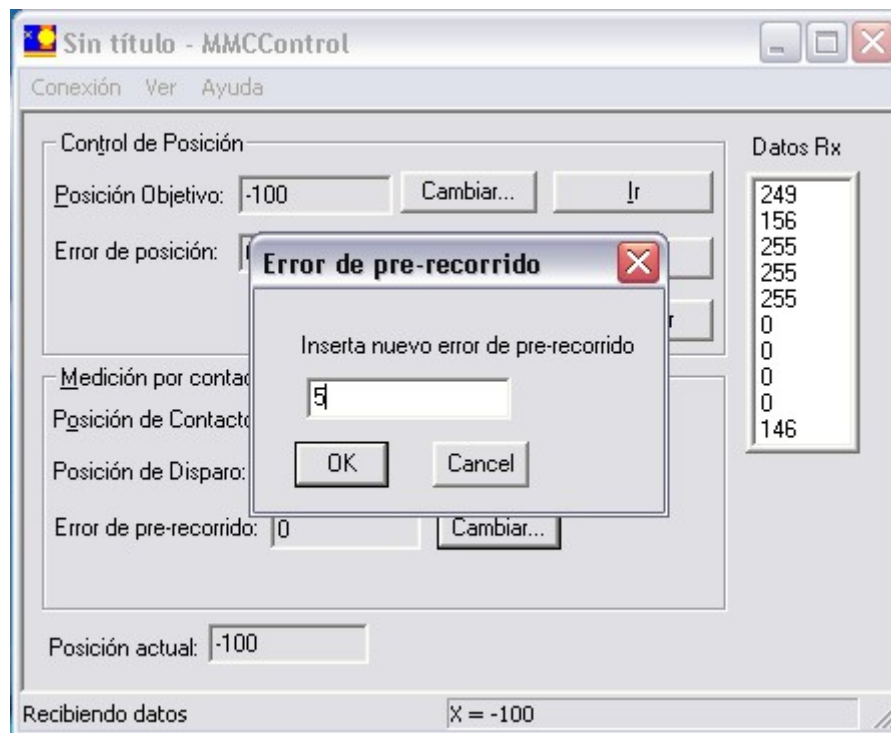 Sin título - MMCControl
Conexión Ver Ayuda
Control de Posición
Posición Objetivo: -100 Cambiar... Ir
Error de posición:
Medición por
Posición de
Posición de Disparo:
Error de pre-recorrido: 0 Cambiar...
Posición actual: -100
Datos Rx
249
156
255
255
255
0
0
0
0
146
Error de pre-recorrido
Inserta nuevo error de pre-recorrido
5
OK Cancel
Recibiendo datos X = -100